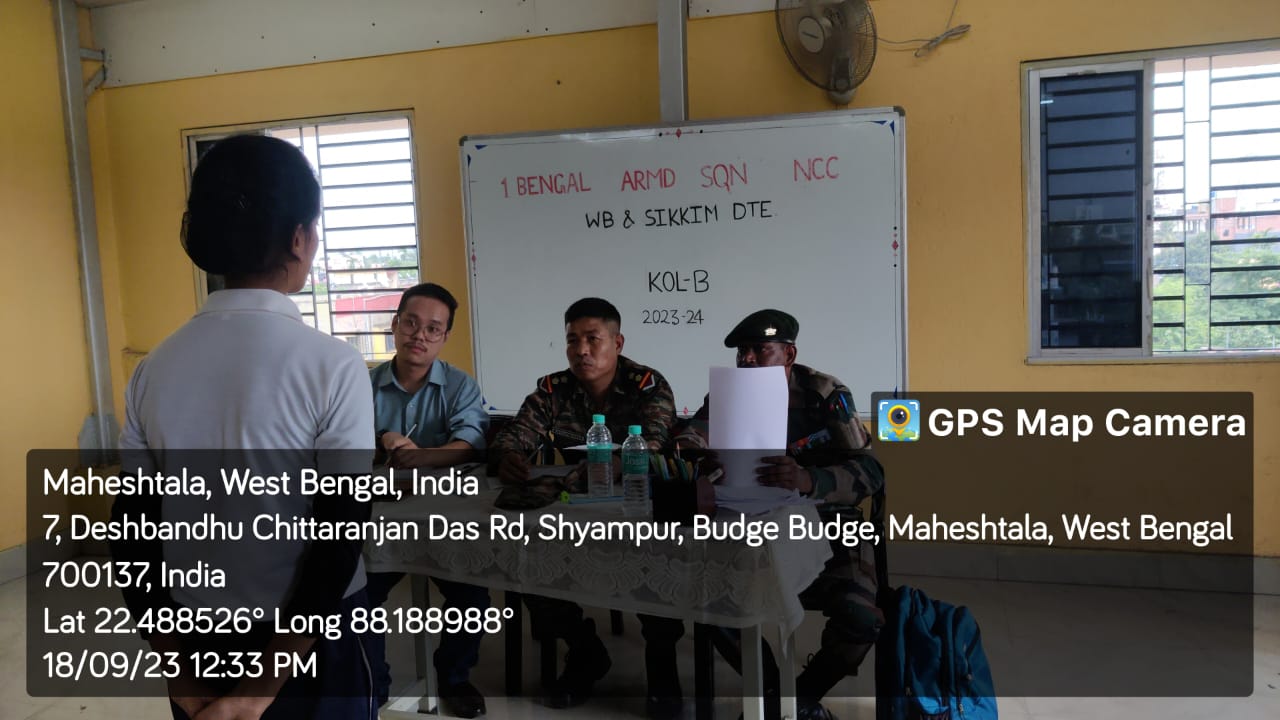 1 BENGAL ARMD SQN NCC
WB & SIKKIM DTE
KOL-B
2023-24
GPS Map Camera
Maheshtala, West Bengal, India
7, Deshbandhu Chittaranjan Das Rd, Shyampur, Budge Budge, Maheshtala, West Bengal
700137, India
Lat 22.488526° Long 88.188988°
18/09/23 12:33 PM